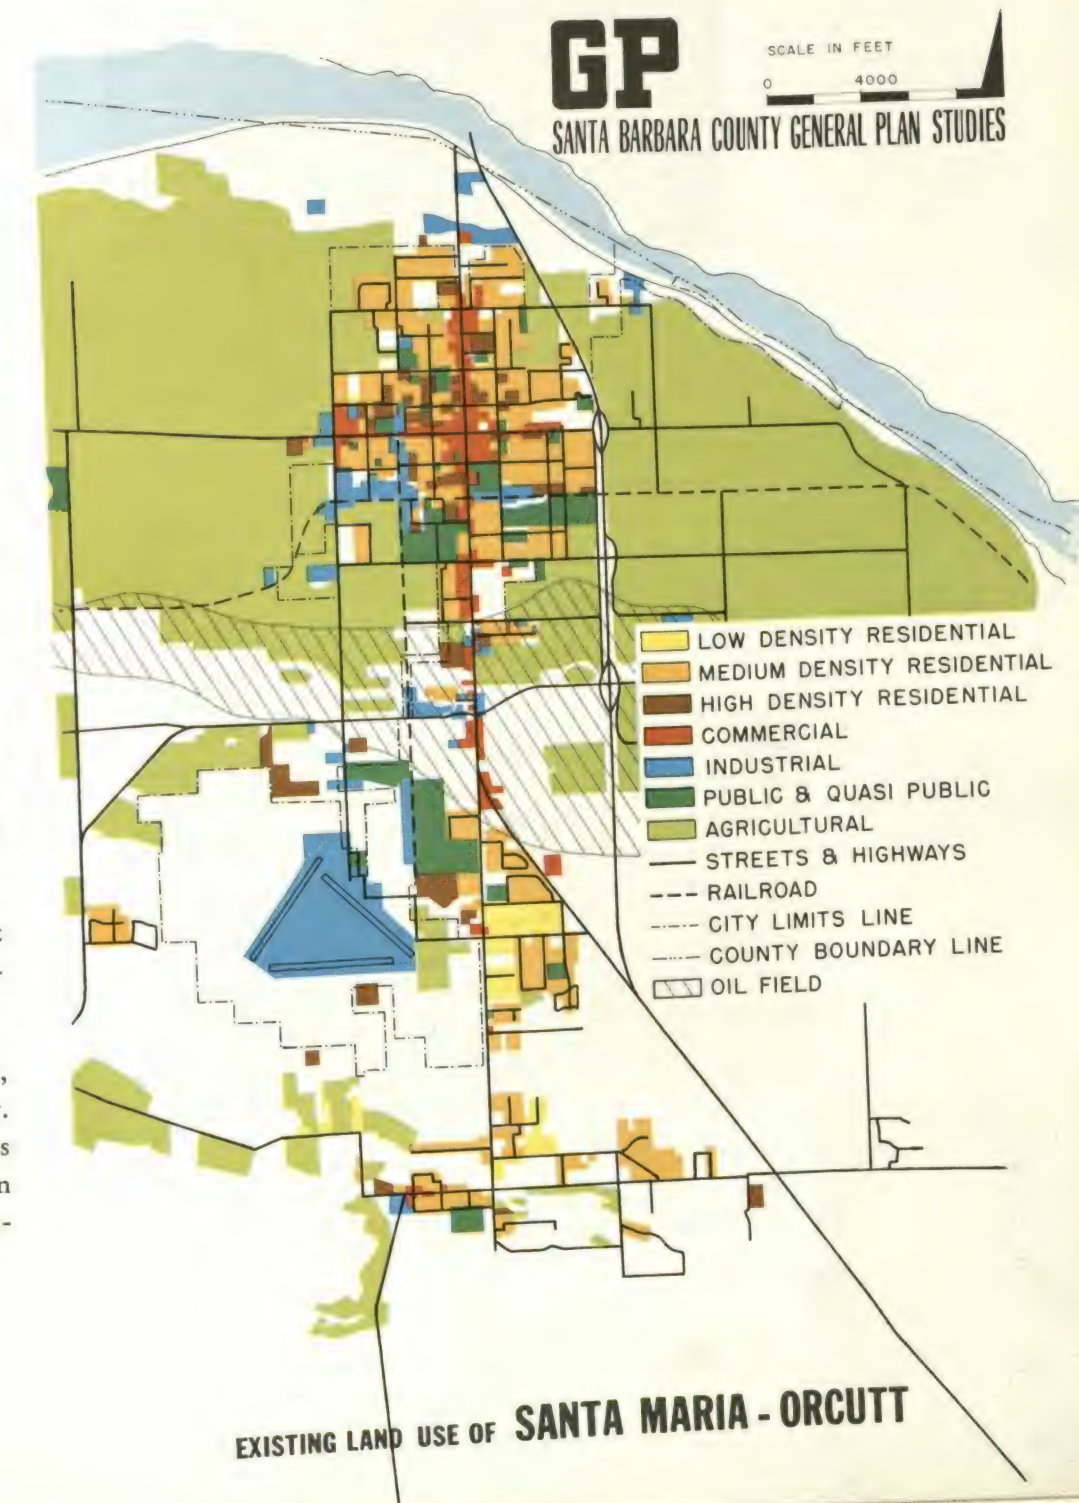 GP
SCALE IN FEET
0 4000
SANTA BARBARA COUNTY GENERAL PLAN STUDIES
LOW DENSITY RESIDENTIAL
MEDIUM DENSITY RESIDENTIAL
HIGH DENSITY RESIDENTIAL
COMMERCIAL
INDUSTRIAL
PUBLIC & QUASI PUBLIC
AGRICULTURAL
STREETS & HIGHWAYS
RAILROAD
CITY LIMITS LINE
COUNTY BOUNDARY LINE
OIL FIELD
EXISTING LAND USE OF SANTA MARIA - ORCUTT